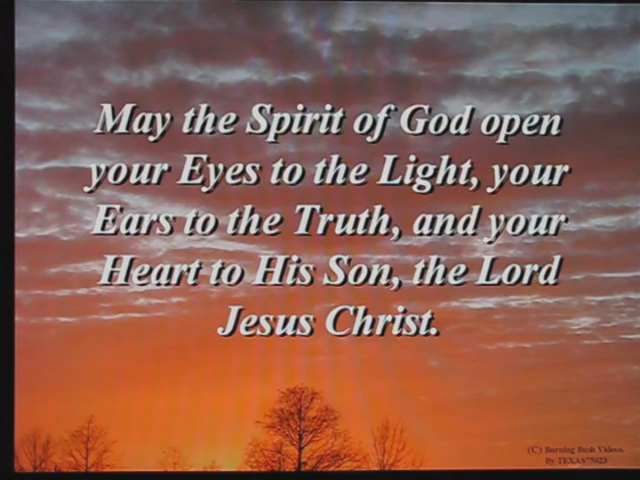 May the Spirit of God open
your Eyes to the Light, your
Ears to the Truth, and your
Heart to His Son, the Lord
Jesus Christ.
(C) Burning Bush Videos.
By TEXAS75023